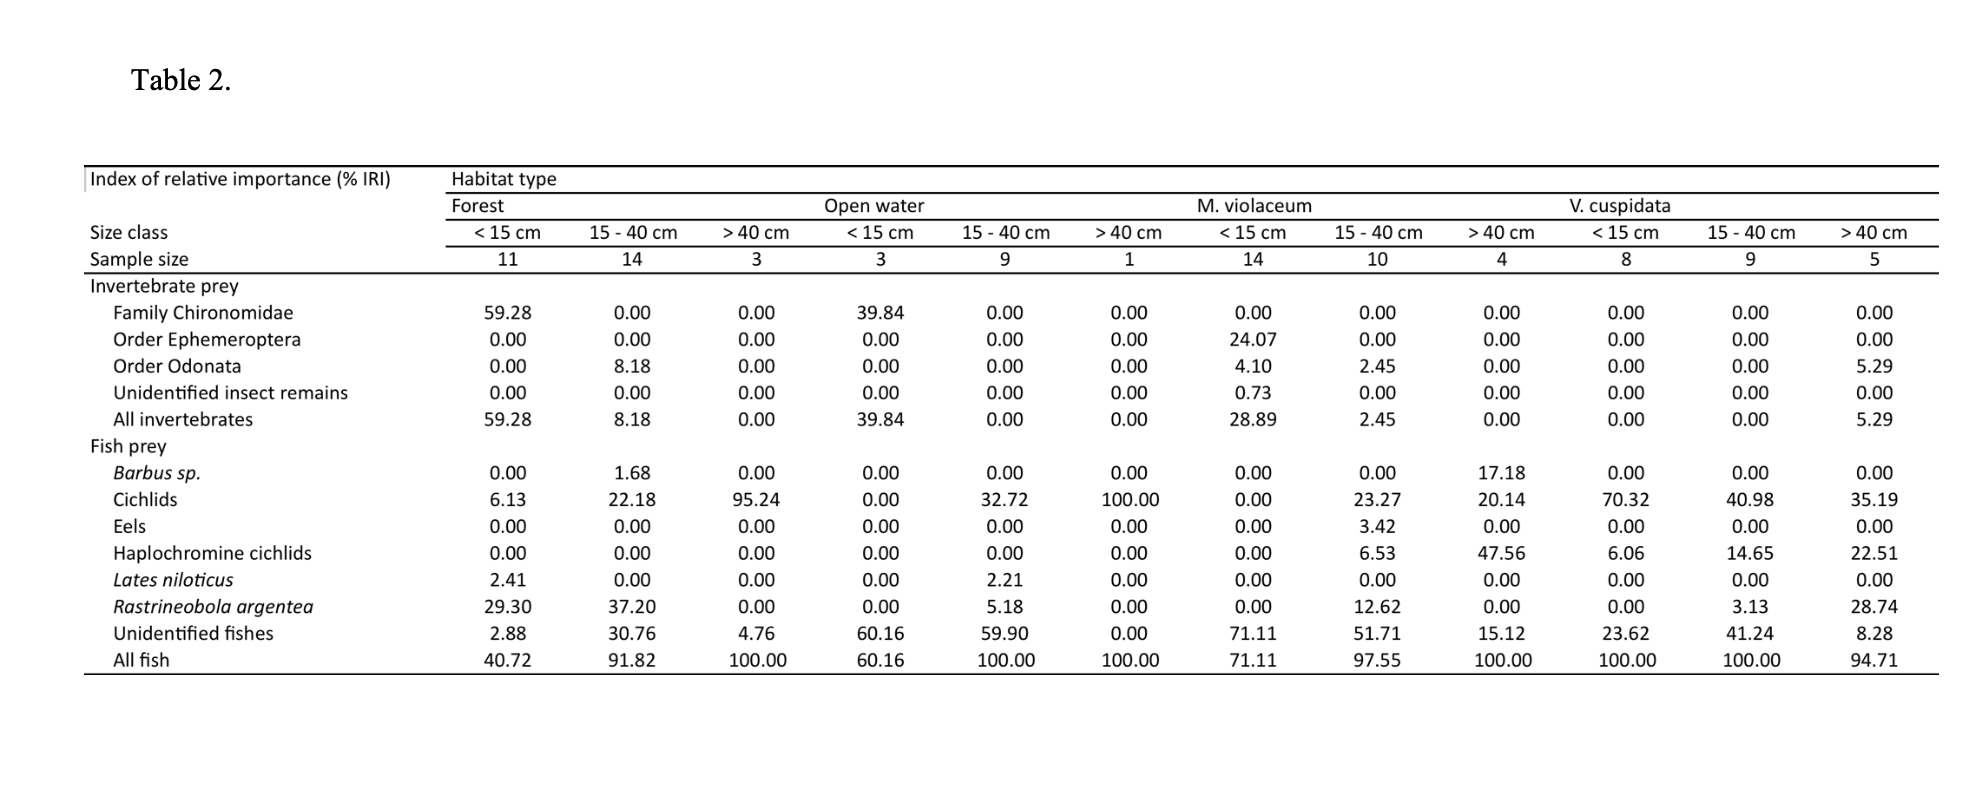 Table 2.
Index of relative importance (% IRI) Habitat type
Forest Open water M. violaceum V. cuspidata
Size class < 15 cm 15 - 40 cm > 40 cm < 15 cm 15 - 40 cm > 40 cm < 15 cm 15 - 40 cm > 40 cm < 15 cm 15 - 40 cm > 40 cm
Sample size 11 14 3 3 9 1 14 10 4 8 9 5
Invertebrate prey
Family Chironomidae 59.28 0.00 0.00 39.84 0.00 0.00 0.00 0.00 0.00 0.00 0.00 0.00
Order Ephemeroptera 0.00 0.00 0.00 0.00 0.00 0.00 24.07 0.00 0.00 0.00 0.00 0.00
Order Odonata 0.00 8.18 0.00 0.00 0.00 0.00 4.10 2.45 0.00 0.00 0.00 5.29
Unidentified insect remains 0.00 0.00 0.00 0.00 0.00 0.00 0.73 0.00 0.00 0.00 0.00 0.00
All invertebrates 59.28 8.18 0.00 39.84 0.00 0.00 28.89 2.45 0.00 0.00 0.00 5.29
Fish prey
Barbus sp. 0.00 1.68 0.00 0.00 0.00 0.00 0.00 0.00 17.18 0.00 0.00 0.00
Cichlids 6.13 22.18 95.24 0.00 32.72 100.00 0.00 23.27 20.14 70.32 40.98 35.19
Eels 0.00 0.00 0.00 0.00 0.00 0.00 0.00 3.42 0.00 0.00 0.00 0.00
Haplochromine cichlids 0.00 0.00 0.00 0.00 0.00 0.00 0.00 6.53 47.56 6.06 14.65 22.51
Lates niloticus 2.41 0.00 0.00 0.00 2.21 0.00 0.00 0.00 0.00 0.00 0.00 0.00
Rastrineobola argentea 29.30 37.20 0.00 0.00 5.18 0.00 0.00 12.62 0.00 0.00 3.13 28.74
Unidentified fishes 2.88 30.76 4.76 60.16 59.90 0.00 71.11 51.71 15.12 23.62 41.24 8.28
All fish 40.72 91.82 100.00 60.16 100.00 100.00 71.11 97.55 100.00 100.00 100.00 94.71